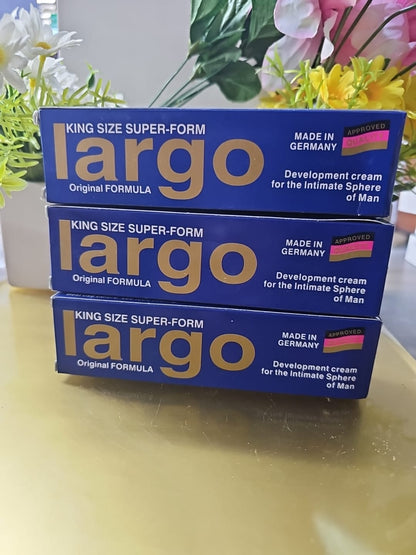 KING SIZE SUPER-FORM
largo
Original FORMULA
MADE IN
GERMANY
APPROVED
Development cream
for the Intimate Sphere
of Man
KING SIZE SUPER-FORM
largo
Original FORMULA
MADE IN
GERMANY
APPROVED
Development cream
for the Intimate Sphere
of Man
KING SIZE SUPER-FORM
largo
Original FORMULA
MADE IN
GERMANY
APPROVED
Development cream
for the Intimate Sphere
of Man